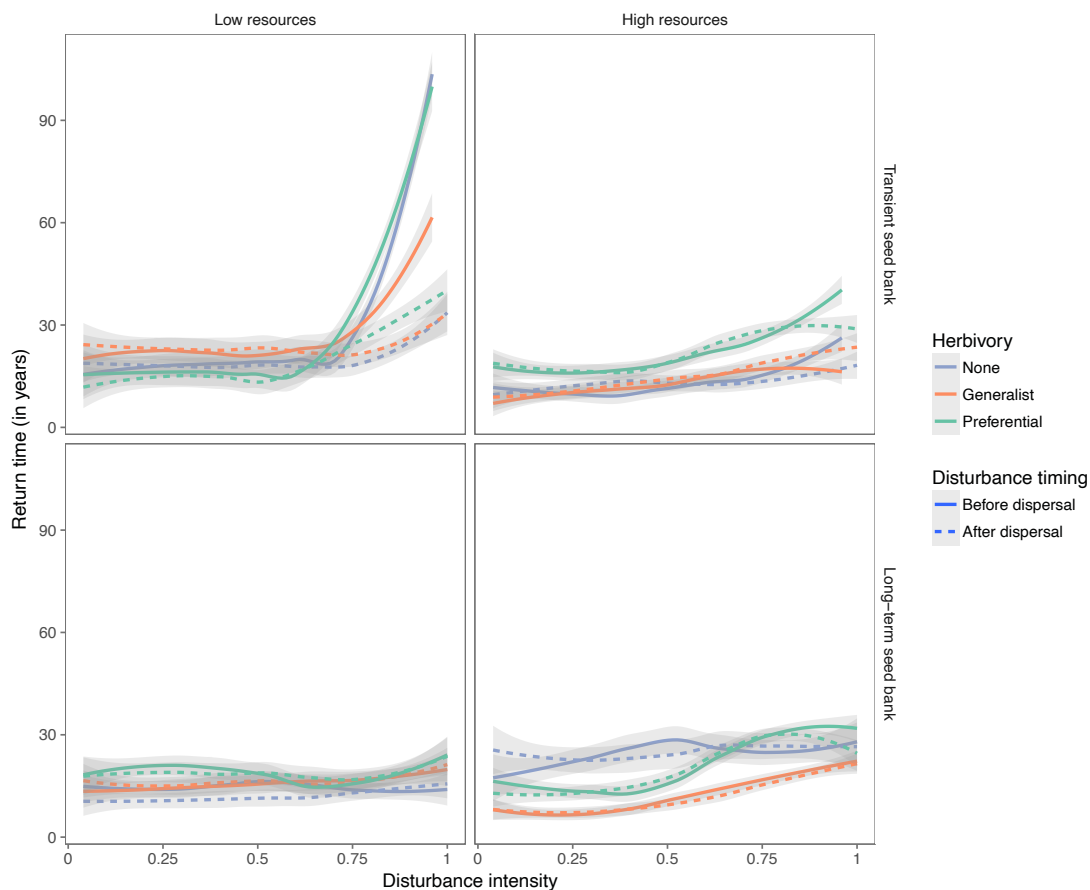 Low resources
High resources
90
60
30
0
Transient seed bank
90
60
30
0
Long-term seed bank
0
0.25
0.5
0.75
1
0
0.25
0.5
0.75
1
Return time (in years)
Disturbance intensity
Herbivory
None
Generalist
Preferential
Disturbance timing
Before dispersal
After dispersal